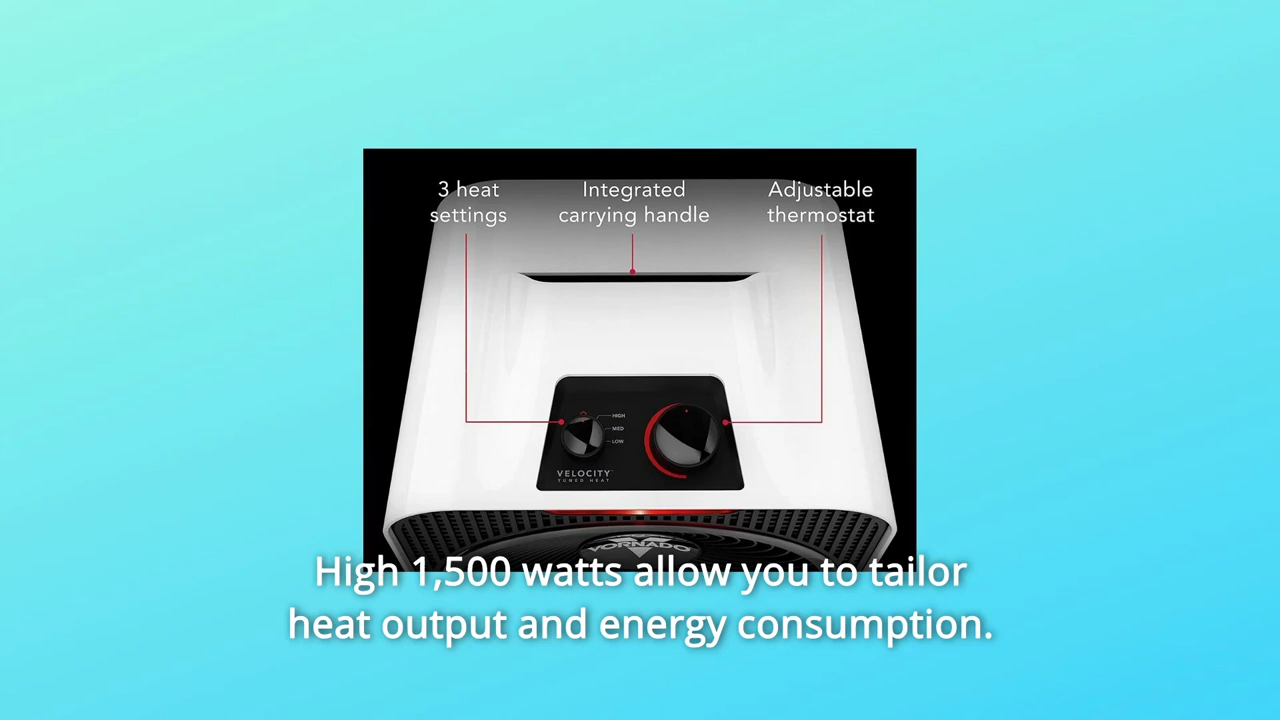 3 heat
settings
Integrated
carrying handle
Adjustable
thermostat
HIGH
MED
LOW
VELOCITY
TUNED HEAT
VORNADO
High 1,500 watts allow you to tailor
heat output and energy consumption.